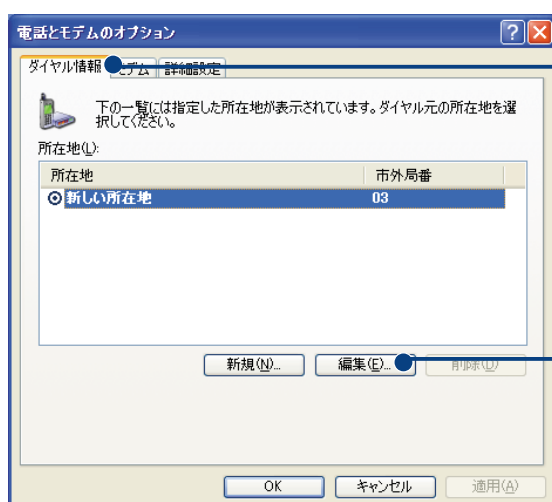 電話とモデムのオプション
ダイヤル情報 モデム 詳細設定
下の一覧には指定した所在地が表示されています。ダイヤル元の所在地を選
択してください。
所在地(L):
所在地 市外局番
新しい所在地 03
新規(N)... 編集(E)... 削除(D)
OK キャンセル 適用(A)